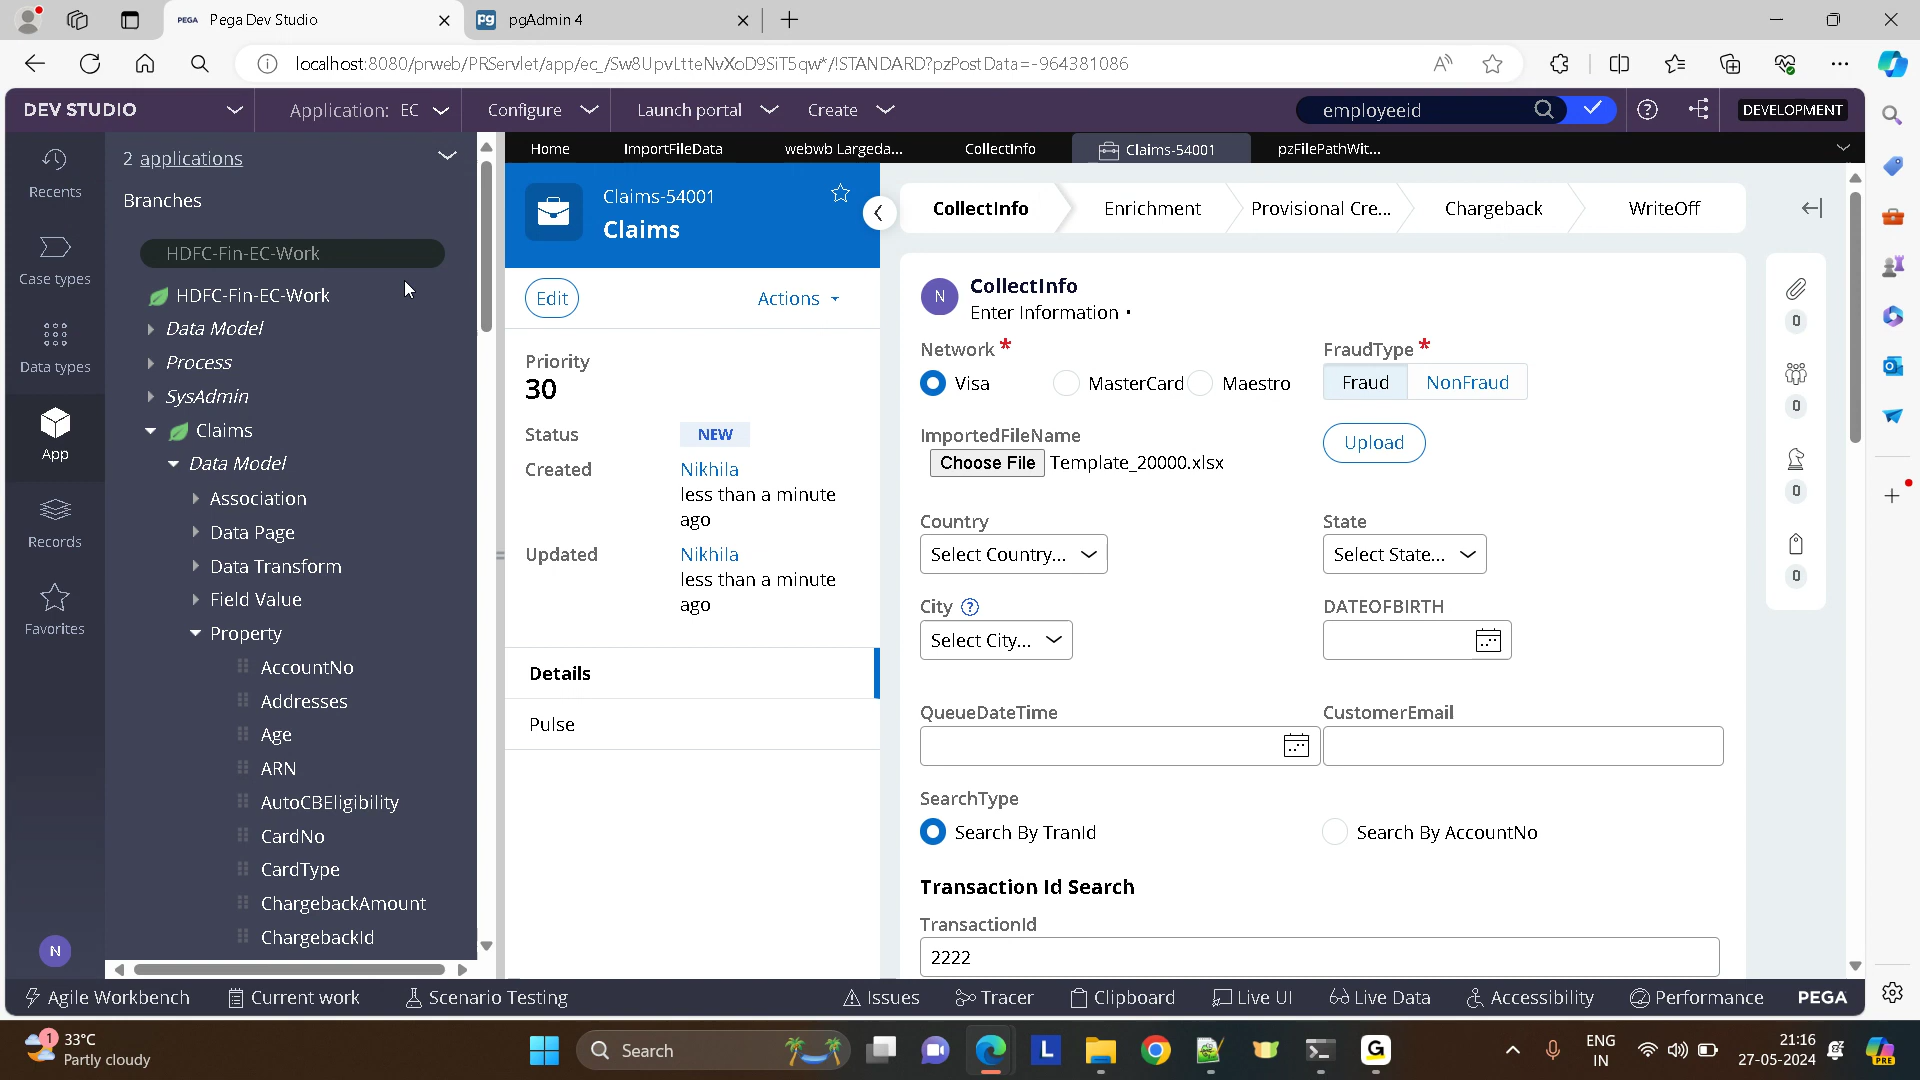 PEGA Pega Dev Studio
pgAdmin 4
localhost:8080/prweb/PRServlet/app/ec_/Sw8UpvLtteNvXoD9SiT5qw*/!STANDARD?pzPostData=-964381086
DEV STUDIO
Application: EC
Configure
Launch portal
Create
employeeid
DEVELOPMENT
Recents
Case types
Data types
App
Records
Favorites
N
2 applications
Branches
HDFC-Fin-EC-Work
HDFC-Fin-EC-Work
Data Model
Process
SysAdmin
Claims
Data Model
Association
Data Page
Data Transform
Field Value
Property
AccountNo
Addresses
Age
ARN
AutoCBEligibility
CardNo
CardType
ChargebackAmount
ChargebackId
Home
ImportFileData
webwb Largeda...
CollectInfo
Claims-54001
pzFilePathWit...
Claims-54001
Claims
Edit
Actions
Priority
30
Status NEW
Created Nikhila
less than a minute
ago
Updated Nikhila
less than a minute
ago
Details
Pulse
CollectInfo
Enrichment
Provisional Cre...
Chargeback
WriteOff
N
CollectInfo
Enter Information •
Network *
Visa MasterCard Maestro
FraudType *
Fraud NonFraud
ImportedFileName
Choose File Template_20000.xlsx
Upload
Country
Select Country...
State
Select State...
City ?
Select City...
DATEOFBIRTH
QueueDateTime
CustomerEmail
SearchType
Search By TranId
Search By AccountNo
Transaction Id Search
TransactionId
2222
0
0
0
0
Agile Workbench
Current work
Scenario Testing
Issues
Tracer
Clipboard
Live UI
Live Data
Accessibility
Performance
PEGA
1
33°C
Partly cloudy
Search
L
G
ENG
IN
21:16
27-05-2024
PRE